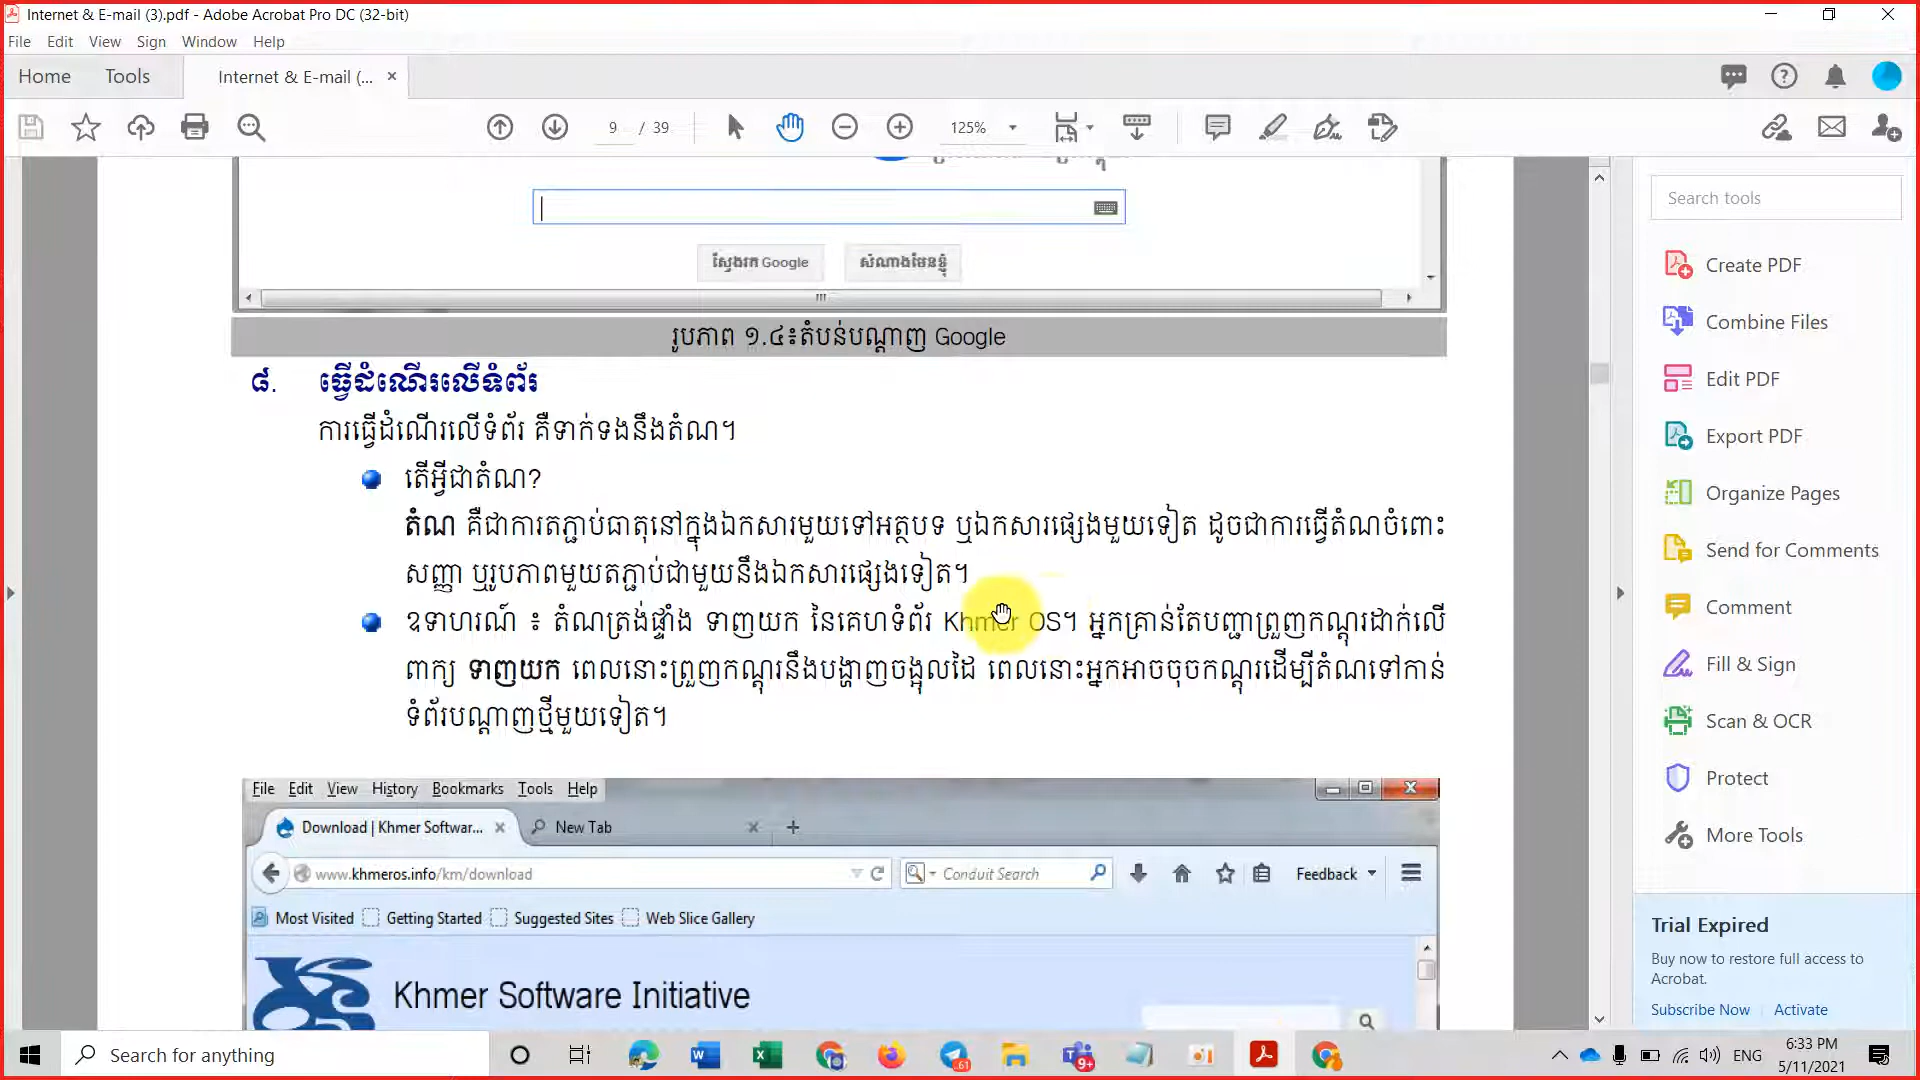 Internet & E-mail (3).pdf - Adobe Acrobat Pro DC (32-bit)
File Edit View Sign Window Help
Home Tools Internet & E-mail (...
9 / 39 125%
ស្វែងរក Google សំណាងមែនខ្ញុំ
រូបភាព ១.៤៖តំបន់បណ្តាញ Google
៨. ធ្វើដំណើរលើទំព័រ
ការធ្វើដំណើរលើទំព័រ គឺទាក់ទងនឹងតំណ។
តើអ្វីជាតំណ?
តំណ គឺជាការតភ្ជាប់ធាតុនៅក្នុងឯកសារមួយទៅអត្ថបទ ឬឯកសារផ្សេងមួយទៀត ដូចជាការធ្វើតំណចំពោះ
សញ្ញា ឬរូបភាពមួយតភ្ជាប់ជាមួយនឹងឯកសារផ្សេងទៀត។
ឧទាហរណ៍ ៖ តំណត្រង់ផ្ទាំង ទាញយក នៃគេហទំព័រ Khmer OS។ អ្នកគ្រាន់តែបញ្ជាព្រួញកណ្តុរដាក់លើ
ពាក្យ ទាញយក ពេលនោះព្រួញកណ្តុរនឹងបង្ហាញចង្អុលដៃ ពេលនោះអ្នកអាចចុចកណ្តុរដើម្បីតំណទៅកាន់
ទំព័របណ្តាញថ្មីមួយទៀត។
File Edit View History Bookmarks Tools Help
Download | Khmer Softwar... New Tab
www.khmeros.info/km/download Conduit Search Feedback
Most Visited Getting Started Suggested Sites Web Slice Gallery
Khmer Software Initiative
Search tools
Create PDF
Combine Files
Edit PDF
Export PDF
Organize Pages
Send for Comments
Comment
Fill & Sign
Scan & OCR
Protect
More Tools
Trial Expired
Buy now to restore full access to
Acrobat.
Subscribe Now Activate
Search for anything
61 9+
ENG 6:33 PM
5/11/2021